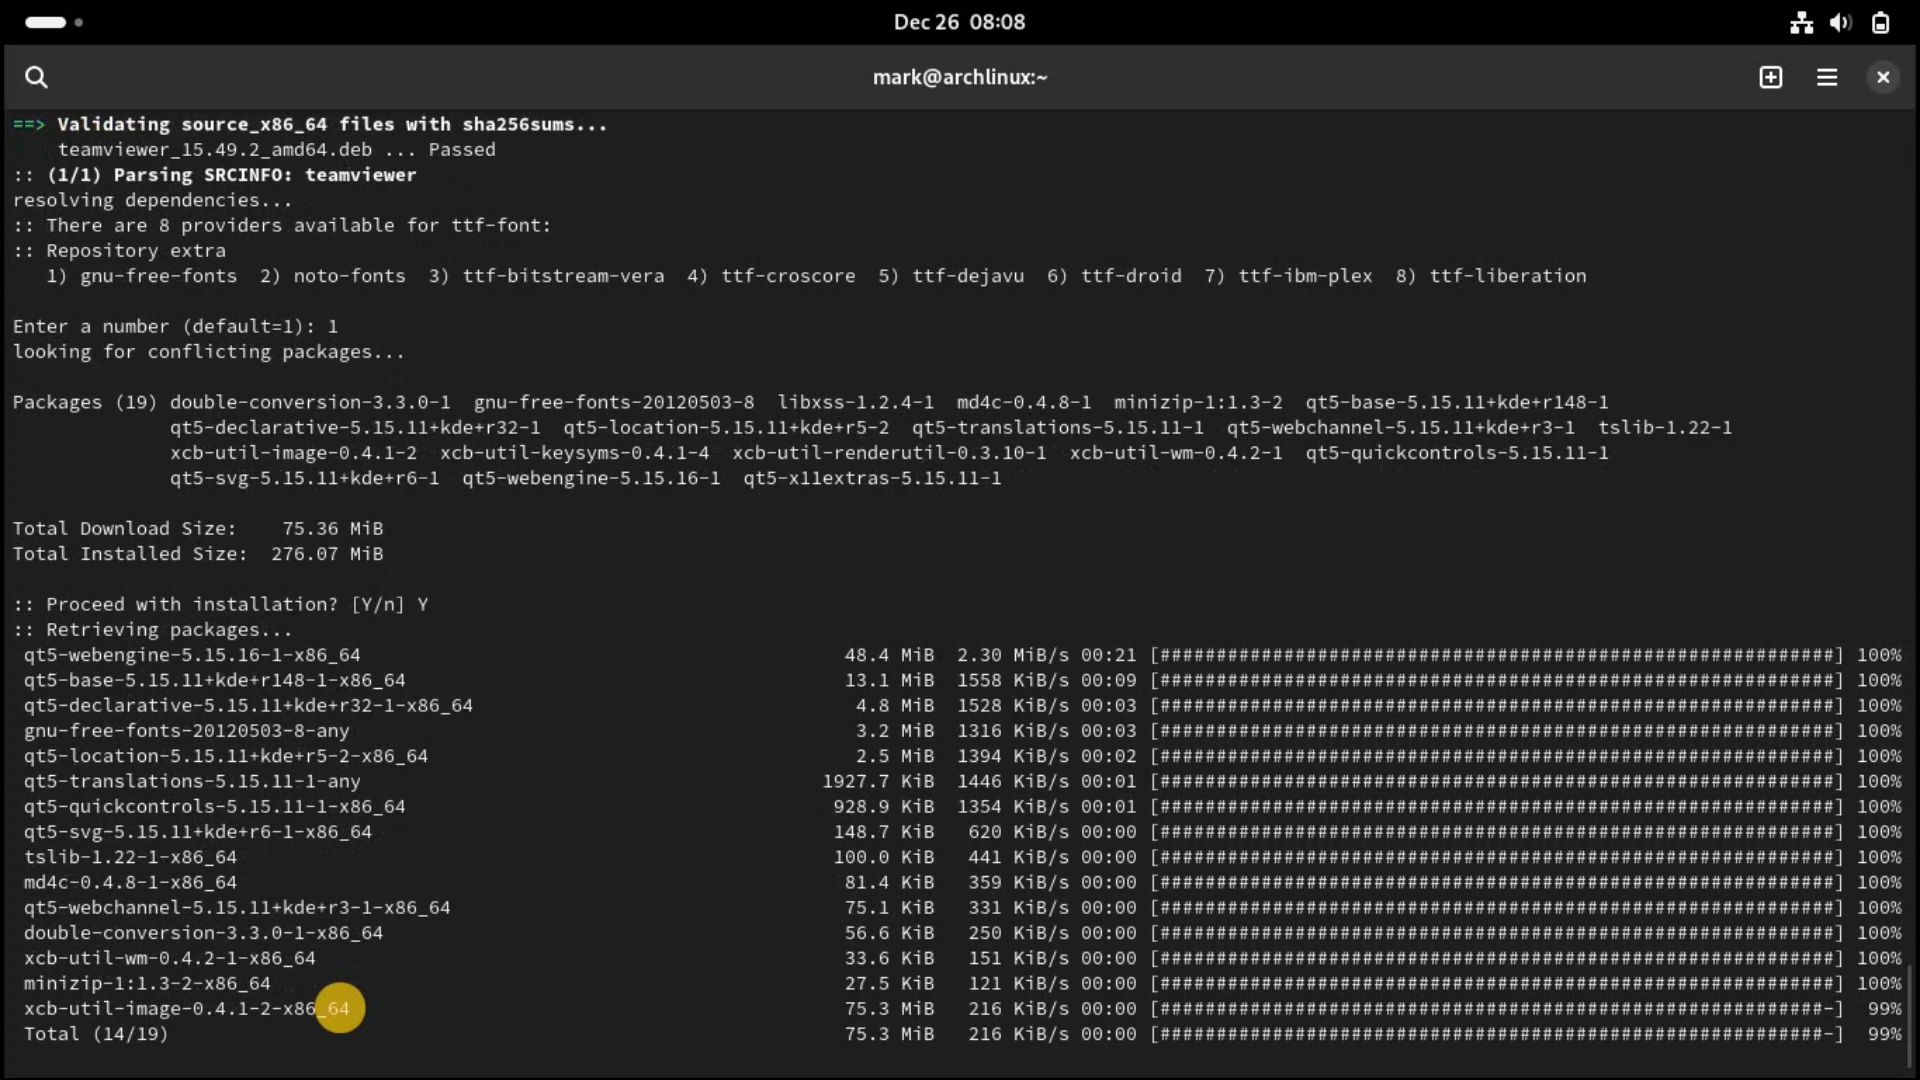 Dec 26 08:08
mark@archlinux:~
==> Validating source_x86_64 files with sha256sums...
teamviewer_15.49.2_amd64.deb ... Passed
:: (1/1) Parsing SRCINFO: teamviewer
resolving dependencies...
:: There are 8 providers available for ttf-font:
:: Repository extra
1) gnu-free-fonts 2) noto-fonts 3) ttf-bitstream-vera 4) ttf-croscore 5) ttf-dejavu 6) ttf-droid 7) ttf-ibm-plex 8) ttf-liberation
Enter a number (default=1): 1
looking for conflicting packages...
Packages (19) double-conversion-3.3.0-1 gnu-free-fonts-20120503-8 libxss-1.2.4-1 md4c-0.4.8-1 minizip-1:1.3-2 qt5-base-5.15.11+kde+r148-1
qt5-declarative-5.15.11+kde+r32-1 qt5-location-5.15.11+kde+r5-2 qt5-translations-5.15.11-1 qt5-webchannel-5.15.11+kde+r3-1 tslib-1.22-1
xcb-util-image-0.4.1-2 xcb-util-keysyms-0.4.1-4 xcb-util-renderutil-0.3.10-1 xcb-util-wm-0.4.2-1 qt5-quickcontrols-5.15.11-1
qt5-svg-5.15.11+kde+r6-1 qt5-webengine-5.15.16-1 qt5-x11extras-5.15.11-1
Total Download Size: 75.36 MiB
Total Installed Size: 276.07 MiB
:: Proceed with installation? [Y/n] Y
:: Retrieving packages...
qt5-webengine-5.15.16-1-x86_64 48.4 MiB 2.30 MiB/s 00:21 [############################################################] 100%
qt5-base-5.15.11+kde+r148-1-x86_64 13.1 MiB 1558 KiB/s 00:09 [############################################################] 100%
qt5-declarative-5.15.11+kde+r32-1-x86_64 4.8 MiB 1528 KiB/s 00:03 [############################################################] 100%
gnu-free-fonts-20120503-8-any 3.2 MiB 1316 KiB/s 00:03 [############################################################] 100%
qt5-location-5.15.11+kde+r5-2-x86_64 2.5 MiB 1394 KiB/s 00:02 [############################################################] 100%
qt5-translations-5.15.11-1-any 1927.7 KiB 1446 KiB/s 00:01 [############################################################] 100%
qt5-quickcontrols-5.15.11-1-x86_64 928.9 KiB 1354 KiB/s 00:01 [############################################################] 100%
qt5-svg-5.15.11+kde+r6-1-x86_64 148.7 KiB 620 KiB/s 00:00 [############################################################] 100%
tslib-1.22-1-x86_64 100.0 KiB 441 KiB/s 00:00 [############################################################] 100%
md4c-0.4.8-1-x86_64 81.4 KiB 359 KiB/s 00:00 [############################################################] 100%
qt5-webchannel-5.15.11+kde+r3-1-x86_64 75.1 KiB 331 KiB/s 00:00 [############################################################] 100%
double-conversion-3.3.0-1-x86_64 56.6 KiB 250 KiB/s 00:00 [############################################################] 100%
xcb-util-wm-0.4.2-1-x86_64 33.6 KiB 151 KiB/s 00:00 [############################################################] 100%
minizip-1:1.3-2-x86_64 27.5 KiB 121 KiB/s 00:00 [############################################################] 100%
xcb-util-image-0.4.1-2-x86_64 75.3 MiB 216 KiB/s 00:00 [###########################################################-] 99%
Total (14/19) 75.3 MiB 216 KiB/s 00:00 [###########################################################-] 99%